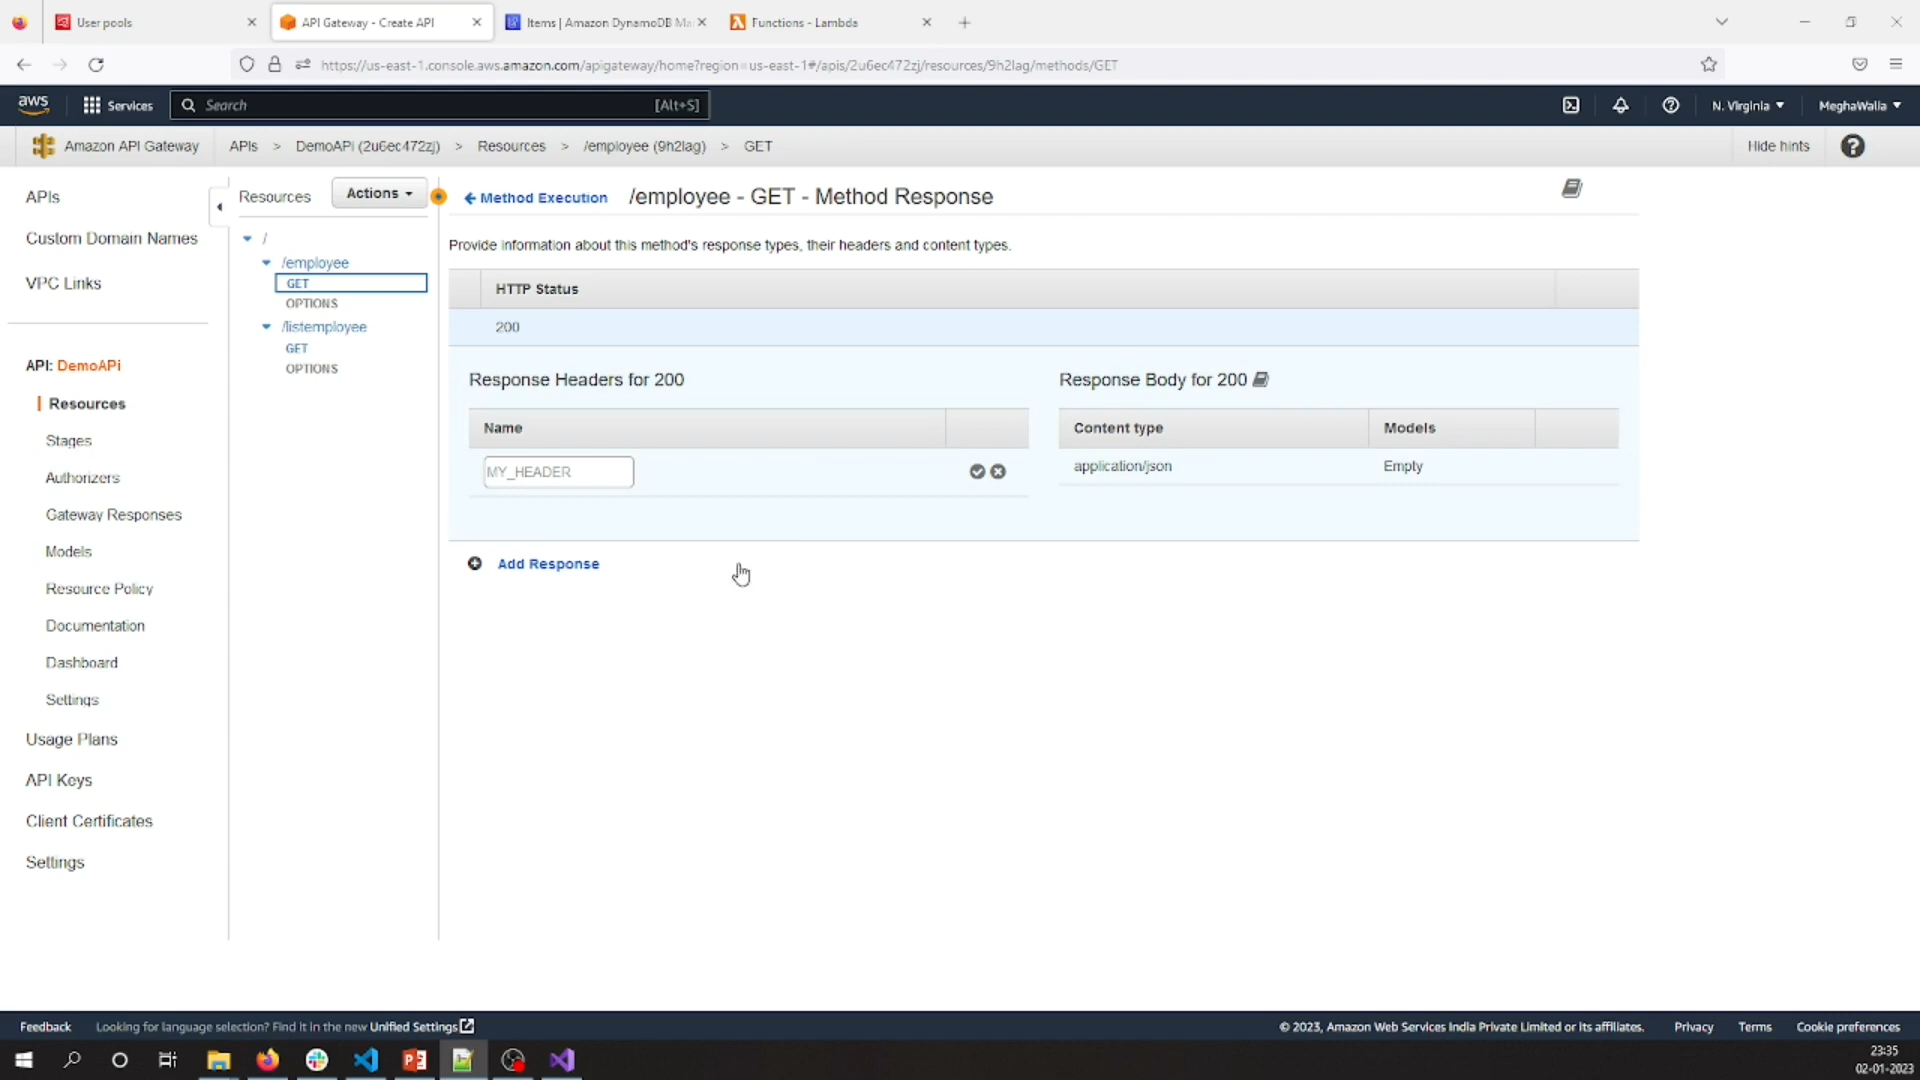 User pools
API Gateway - Create API
Items | Amazon DynamoDB Ma
Functions - Lambda
https://us-east-1.console.aws.amazon.com/apigateway/home?region=us-east-1#/apis/2u6ec472zj/resources/9h2lag/methods/GET
aws
Services
Search
[Alt+S]
N. Virginia
MeghaWalia
Amazon API Gateway
APIs > DemoAPi (2u6ec472zj) > Resources > /employee (9h2lag) > GET
Hide hints
APIs
Custom Domain Names
VPC Links
API: DemoAPi
Resources
Stages
Authorizers
Gateway Responses
Models
Resource Policy
Documentation
Dashboard
Settings
Usage Plans
API Keys
Client Certificates
Settings
Resources
Actions
/
/employee
GET
OPTIONS
/listemployee
GET
OPTIONS
Method Execution
/employee - GET - Method Response
Provide information about this method's response types, their headers and content types.
HTTP Status
200
Response Headers for 200
Name
MY_HEADER
Response Body for 200
Content type
Models
application/json
Empty
Add Response
Feedback
Looking for language selection? Find it in the new Unified Settings
© 2023, Amazon Web Services India Private Limited or its affiliates.
Privacy
Terms
Cookie preferences
23:35
02-01-2023